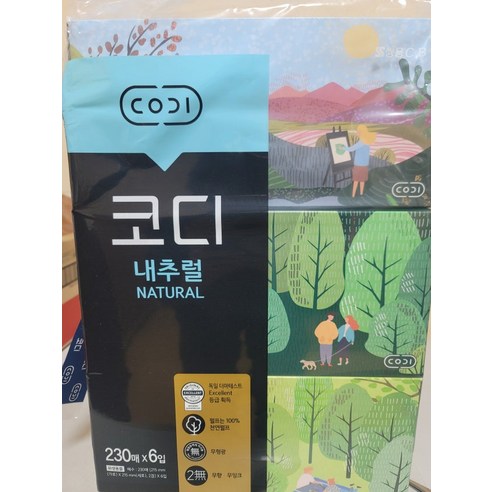 CODI
코디
내추럴
NATURAL
독일 더마테스트
Excellent
등급 획득
EXCELLENT
펄프는 100%
천연펄프
無
무형광
2無
무향 무잉크
230매 X 6입
CODI
CODI